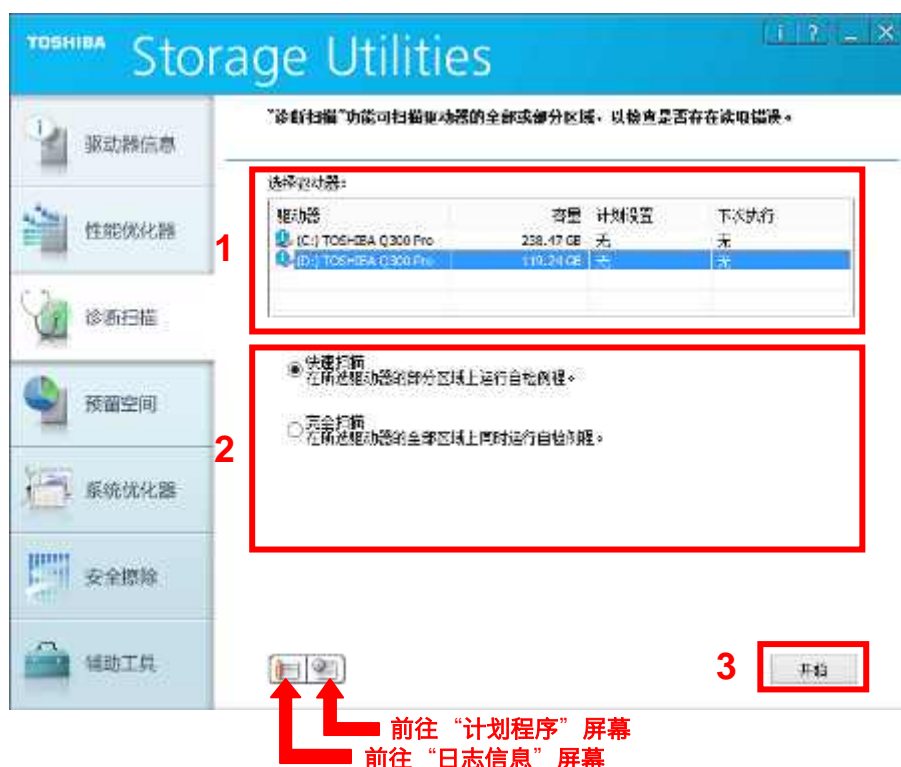 TOSHIBA Storage Utilities
驱动器信息
性能优化器
诊断扫描
预留空间
系统优化器
安全擦除
辅助工具
“诊断扫描”功能可扫描驱动器的全部或部分区域，以检查是否存在读取错误。
选择驱动器：
驱动器 容量 计划设置 下次执行
(C:) TOSHIBA Q300 Pro 238.47 GB 无 无
(D:) TOSHIBA Q300 Pro 119.24 GB 无 无
1
快速扫描
在所选驱动器的部分区域上运行自检例程。
完全扫描
在所选驱动器的全部区域上同时运行自检例程。
2
3
开始
前往“计划程序”屏幕
前往“日志信息”屏幕